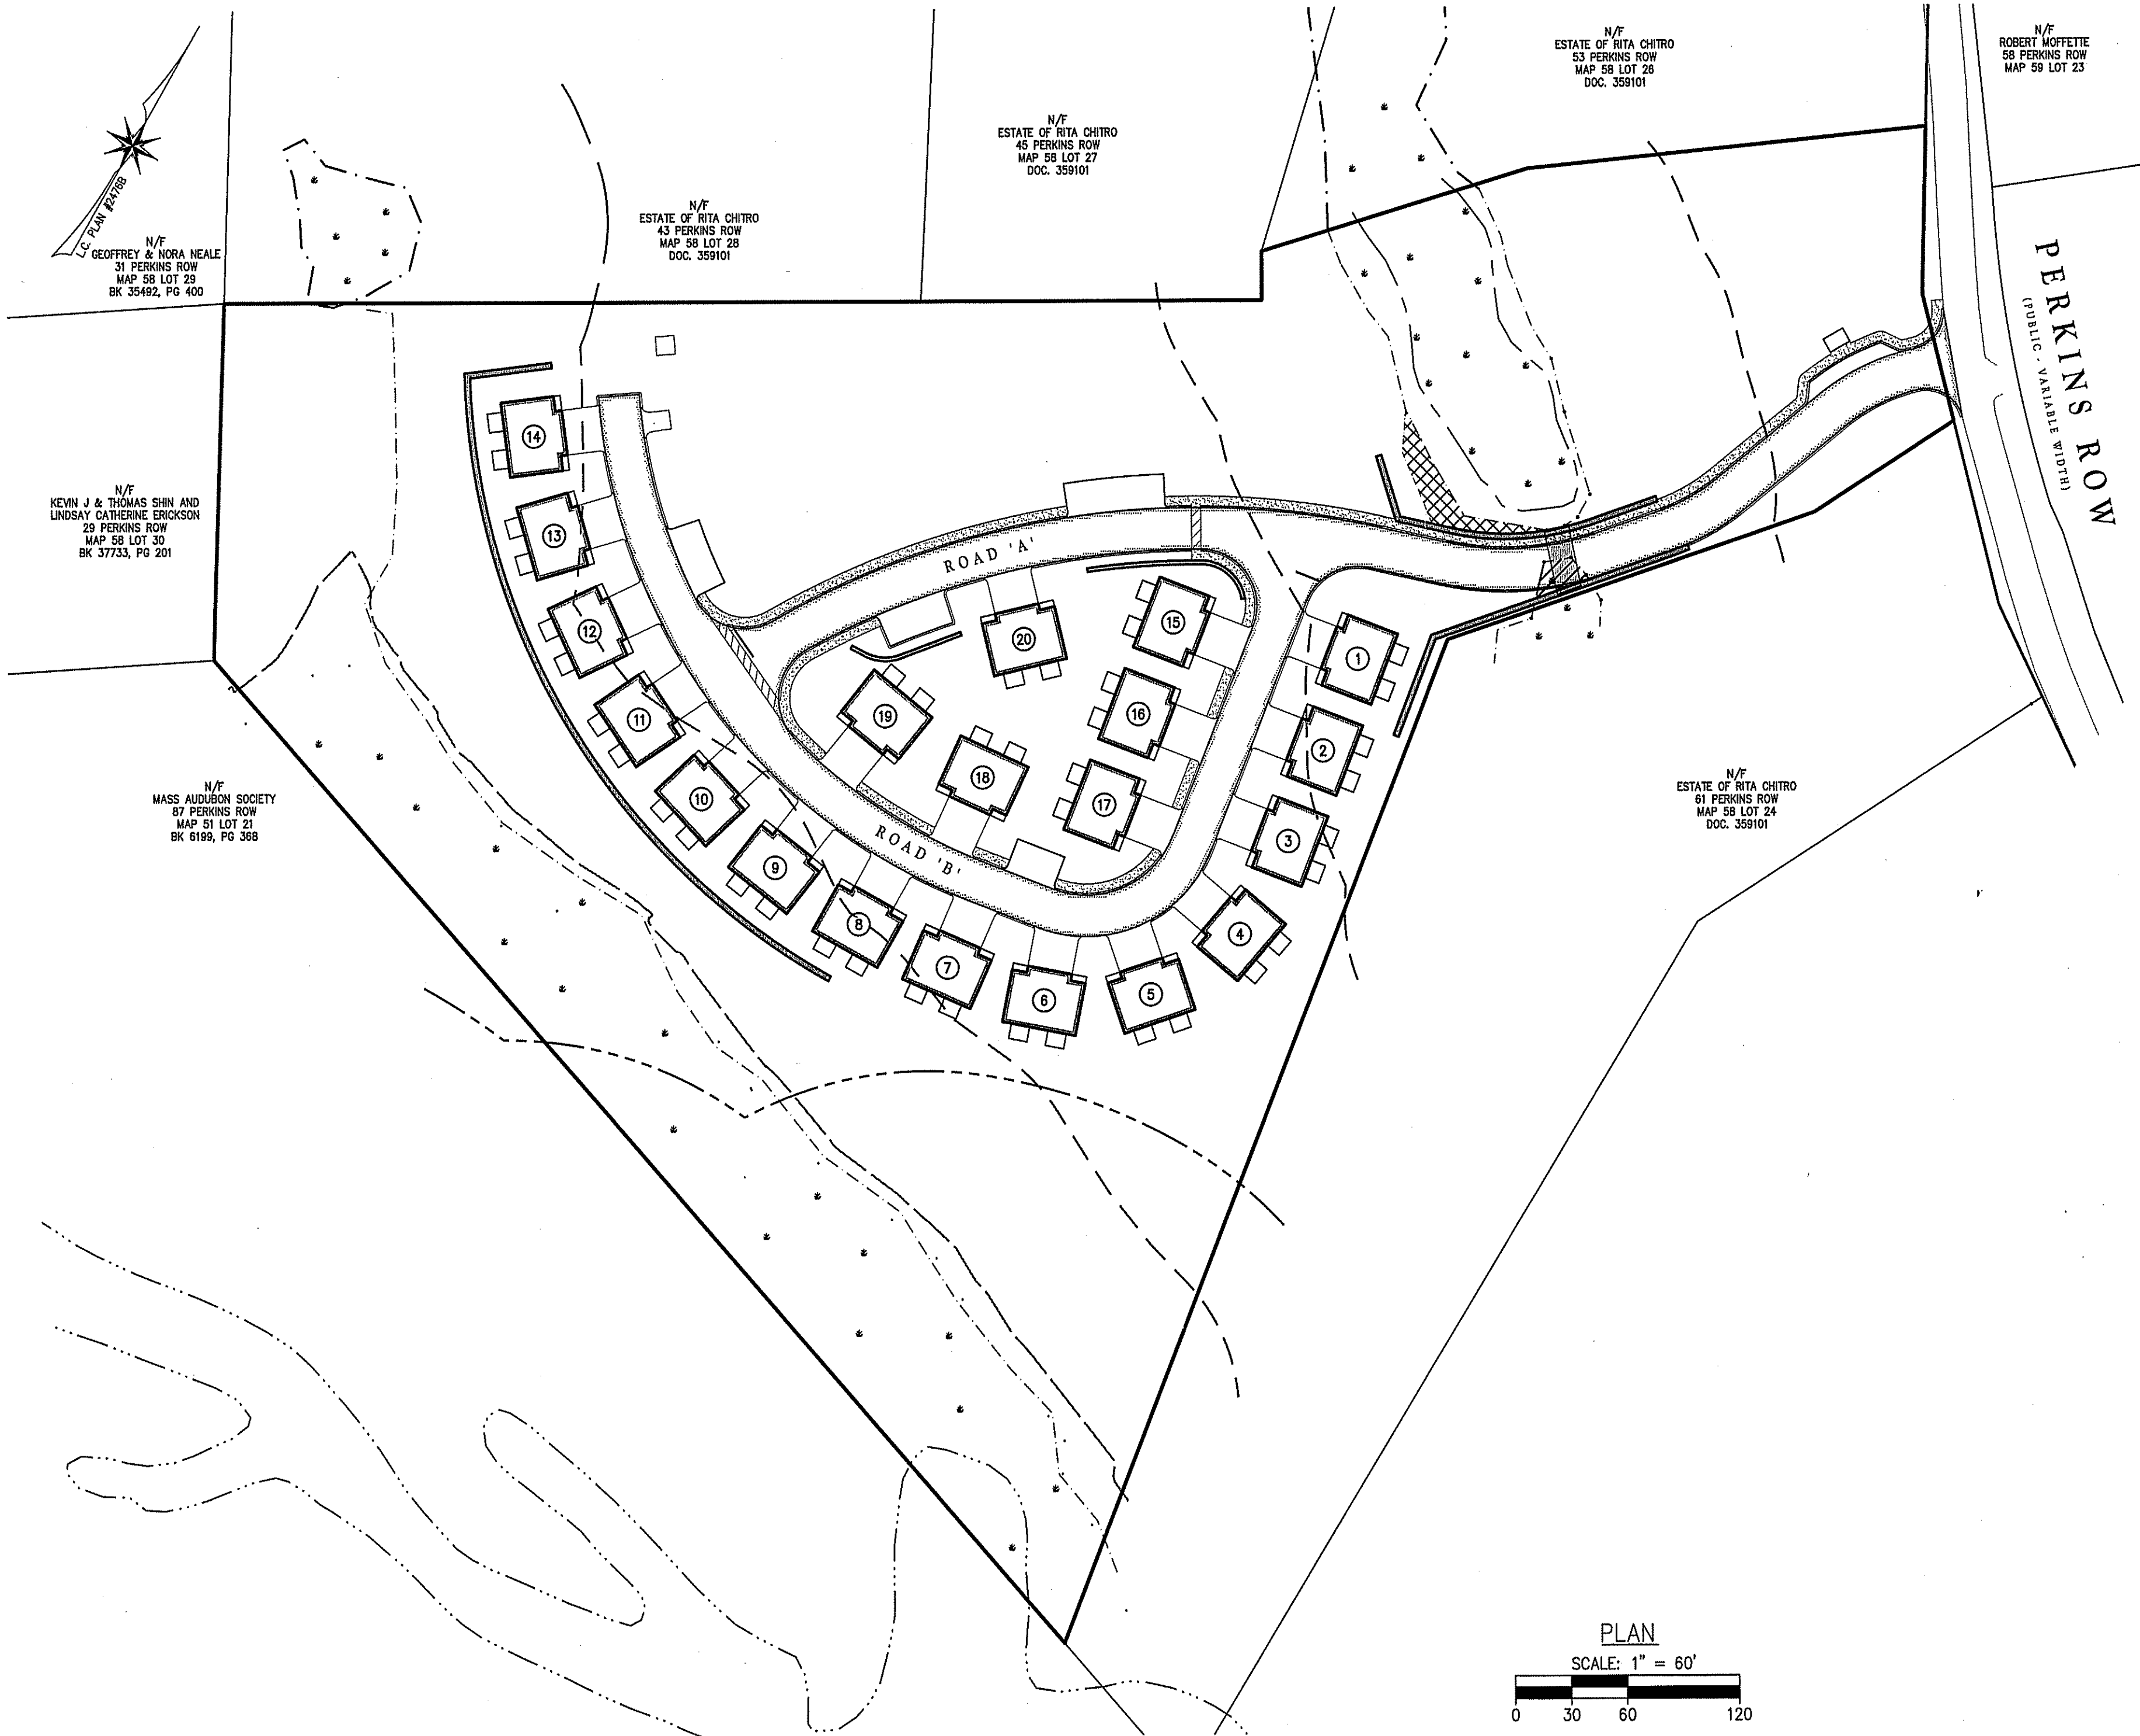 N/F
ROBERT MOFFETTE
58 PERKINS ROW
MAP 59 LOT 23
N/F
ESTATE OF RITA CHITRO
53 PERKINS ROW
MAP 58 LOT 26
DOC. 359101
N/F
ESTATE OF RITA CHITRO
45 PERKINS ROW
MAP 58 LOT 27
DOC. 359101
N/F
ESTATE OF RITA CHITRO
43 PERKINS ROW
MAP 58 LOT 28
DOC. 359101
L.C. PLAN #2476B
N/F
GEOFFREY & NORA NEALE
31 PERKINS ROW
MAP 58 LOT 29
BK 35492, PG 400
PERKINS ROW
(PUBLIC - VARIABLE WIDTH)
N/F
KEVIN J & THOMAS SHIN AND
LINDSAY CATHERINE ERICKSON
29 PERKINS ROW
MAP 58 LOT 30
BK 37733, PG 201
14
13
12
11
10
9
8
7
6
5
4
3
2
1
15
16
17
18
19
20
ROAD 'A'
ROAD 'B'
N/F
MASS AUDUBON SOCIETY
87 PERKINS ROW
MAP 51 LOT 21
BK 6199, PG 368
N/F
ESTATE OF RITA CHITRO
61 PERKINS ROW
MAP 58 LOT 24
DOC. 359101
PLAN
SCALE: 1" = 60'
0 30 60 120